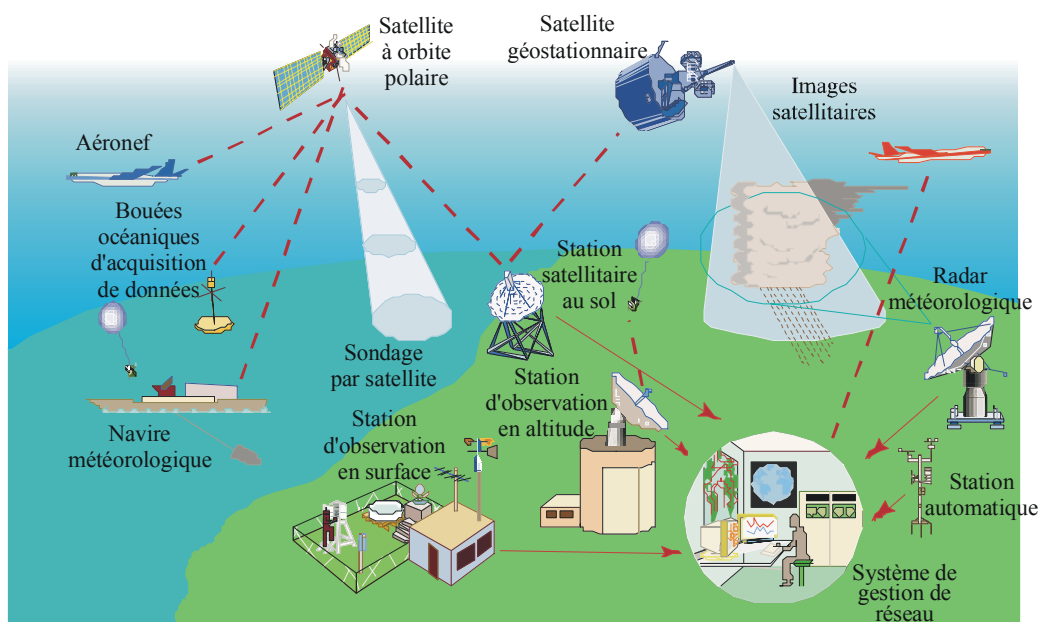 Satellite
à orbite
polaire
Satellite
géostationnaire
Images
satellitaires
Aéronef
Bouées
océaniques
d'acquisition
de données
Station
satellitaire
au sol
Radar
météorologique
Sondage
par satellite
Station
d'observation
en altitude
Navire
météorologique
Station
d'observation
en surface
Station
automatique
Système de
gestion de
réseau